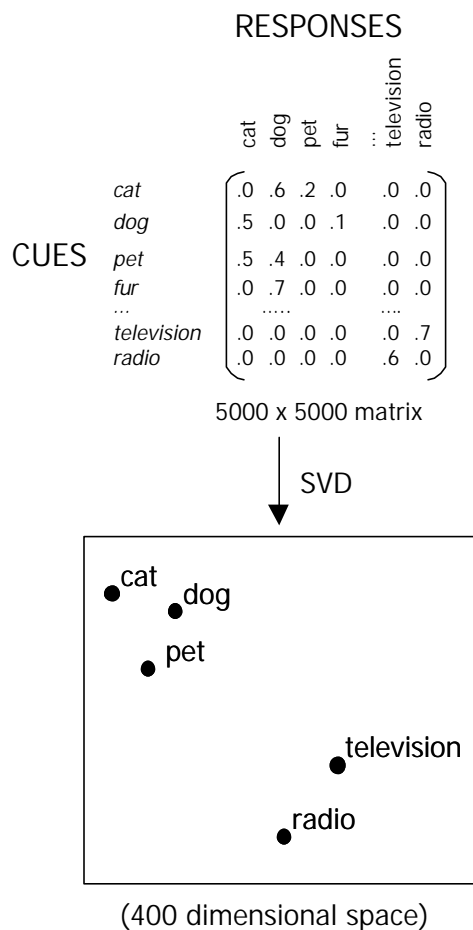 RESPONSES
cat dog pet fur ... television radio
cat .0 .6 .2 .0 .0 .0
dog .5 .0 .0 .1 .0 .0
CUES
pet .5 .4 .0 .0 .0 .0
fur .0 .7 .0 .0 .0 .0
... ..... ....
television .0 .0 .0 .0 .0 .7
radio .0 .0 .0 .0 .6 .0
5000 x 5000 matrix
SVD
cat
dog
pet
television
radio
(400 dimensional space)